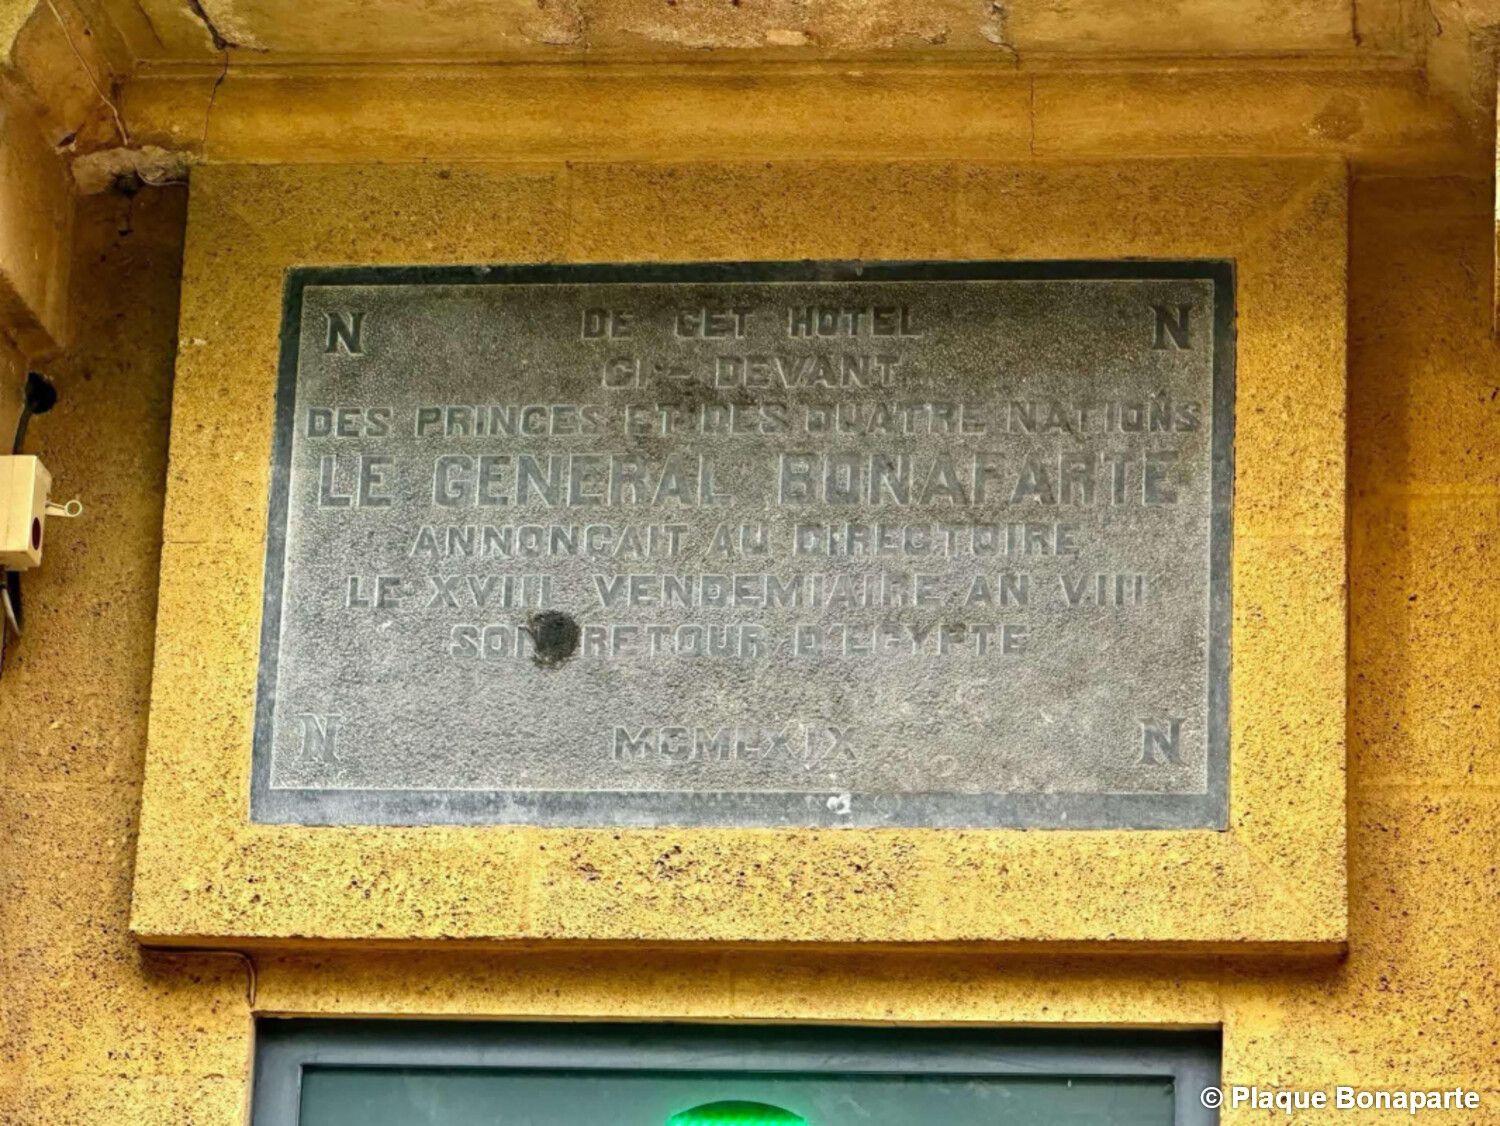 N DE CET HOTEL N
CI - DEVANT
DES PRINCES ET DES QUATRE NATIONS
LE GENERAL BONAPARTE
ANNONCAIT AU DIRECTOIRE
LE XVIII VENDEMIAIRE AN VIII
SON RETOUR D'EGYPTE
N MCMLXIX N
© Plaque Bonaparte